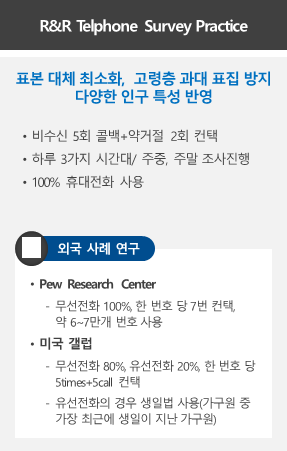 R&R Telphone Survey Practice
표본 대체 최소화, 고령층 과대 표집 방지
다양한 인구 특성 반영
• 비수신 5회 콜백+약거절 2회 컨택
• 하루 3가지 시간대/ 주중, 주말 조사진행
• 100% 휴대전화 사용
외국 사례 연구
• Pew Research Center
- 무선전화 100%, 한 번호 당 7번 컨택,
약 6~7만개 번호 사용
• 미국 갤럽
- 무선전화 80%, 유선전화 20%, 한 번호 당
5times+5call 컨택
- 유선전화의 경우 생일법 사용(가구원 중
가장 최근에 생일이 지난 가구원)